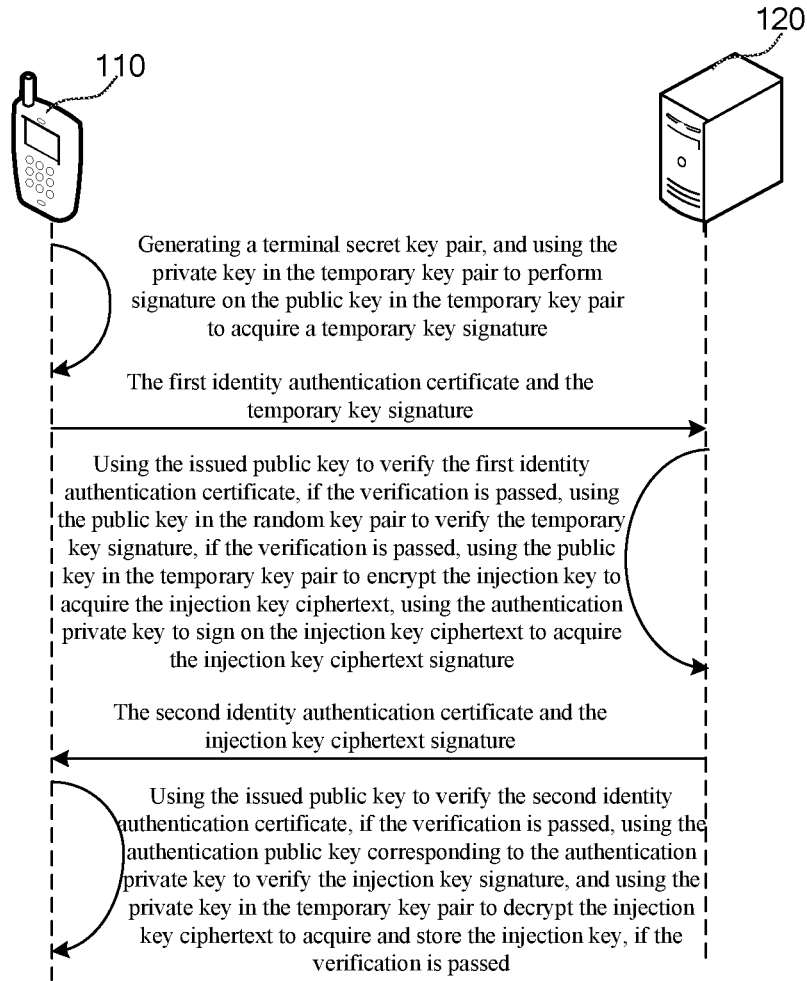 110
120
Generating a terminal secret key pair, and using the
private key in the temporary key pair to perform
signature on the public key in the temporary key pair
to acquire a temporary key signature
The first identity authentication certificate and the
temporary key signature
Using the issued public key to verify the first identity
authentication certificate, if the verification is passed, using
the public key in the random key pair to verify the temporary
key signature, if the verification is passed, using the public
key in the temporary key pair to encrypt the injection key to
acquire the injection key ciphertext, using the authentication
private key to sign on the injection key ciphertext to acquire
the injection key ciphertext signature
The second identity authentication certificate and the
injection key ciphertext signature
Using the issued public key to verify the second identity
authentication certificate, if the verification is passed, using the
authentication public key corresponding to the authentication
private key to verify the injection key signature, and using the
private key in the temporary key pair to decrypt the injection
key ciphertext to acquire and store the injection key, if the
verification is passed